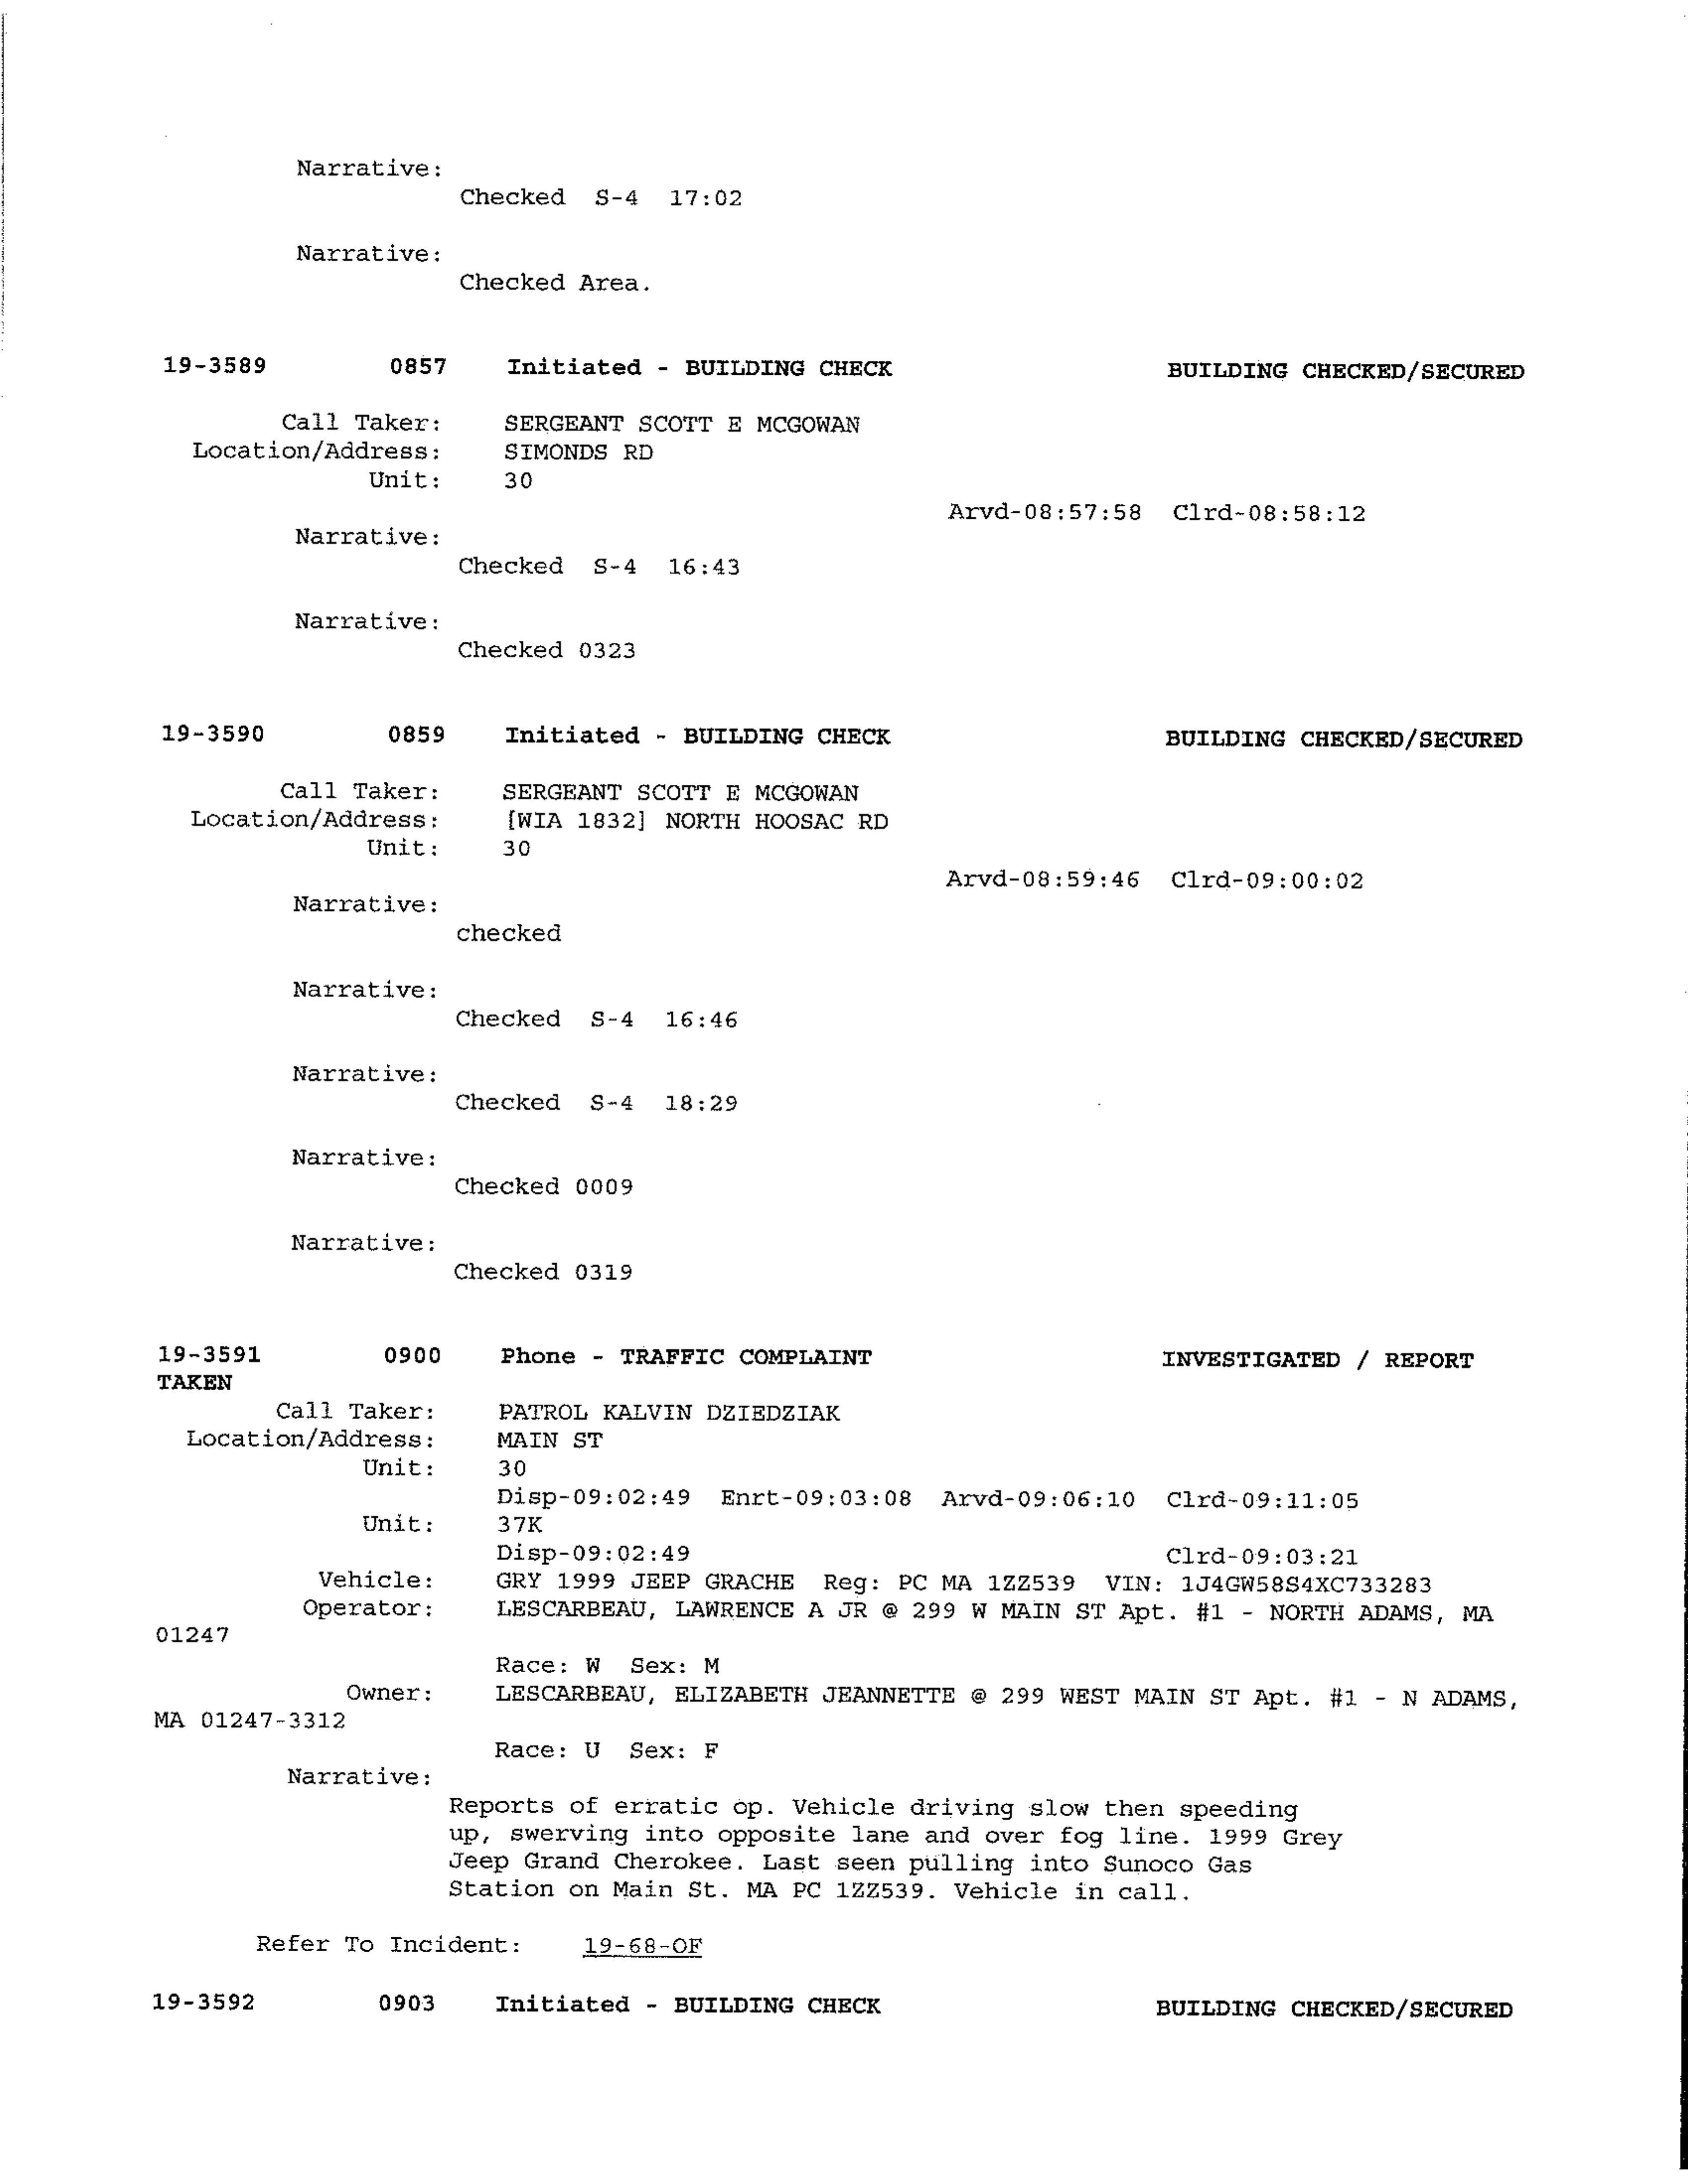 Narrative:
Checked S-4 17:02
Narrative:
Checked Area.
19-3589 0857 Initiated - BUILDING CHECK BUILDING CHECKED/SECURED
Call Taker: SERGEANT SCOTT E MCGOWAN
Location/Address: SIMONDS RD
Unit: 30
Arvd-08:57:58 Clrd-08:58:12
Narrative:
Checked S-4 16:43
Narrative:
Checked 0323
19-3590 0859 Initiated - BUILDING CHECK BUILDING CHECKED/SECURED
Call Taker: SERGEANT SCOTT E MCGOWAN
Location/Address: [WIA 1832] NORTH HOOSAC RD
Unit: 30
Arvd-08:59:46 Clrd-09:00:02
Narrative:
checked
Narrative:
Checked S-4 16:46
Narrative:
Checked S-4 18:29
Narrative:
Checked 0009
Narrative:
Checked 0319
19-3591 0900 Phone - TRAFFIC COMPLAINT INVESTIGATED / REPORT
TAKEN
Call Taker: PATROL KALVIN DZIEDZIAK
Location/Address: MAIN ST
Unit: 30
Disp-09:02:49 Enrt-09:03:08 Arvd-09:06:10 Clrd-09:11:05
Unit: 37K
Disp-09:02:49 Clrd-09:03:21
Vehicle: GRY 1999 JEEP GRACHE Reg: PC MA 1ZZ539 VIN: 1J4GW58S4XC733283
Operator: LESCARBEAU, LAWRENCE A JR @ 299 W MAIN ST Apt. #1 - NORTH ADAMS, MA
01247
Race: W Sex: M
Owner: LESCARBEAU, ELIZABETH JEANNETTE @ 299 WEST MAIN ST Apt. #1 - N ADAMS,
MA 01247-3312
Race: U Sex: F
Narrative:
Reports of erratic op. Vehicle driving slow then speeding
up, swerving into opposite lane and over fog line. 1999 Grey
Jeep Grand Cherokee. Last seen pulling into Sunoco Gas
Station on Main St. MA PC 1ZZ539. Vehicle in call.
Refer To Incident: 19-68-OF
19-3592 0903 Initiated - BUILDING CHECK BUILDING CHECKED/SECURED